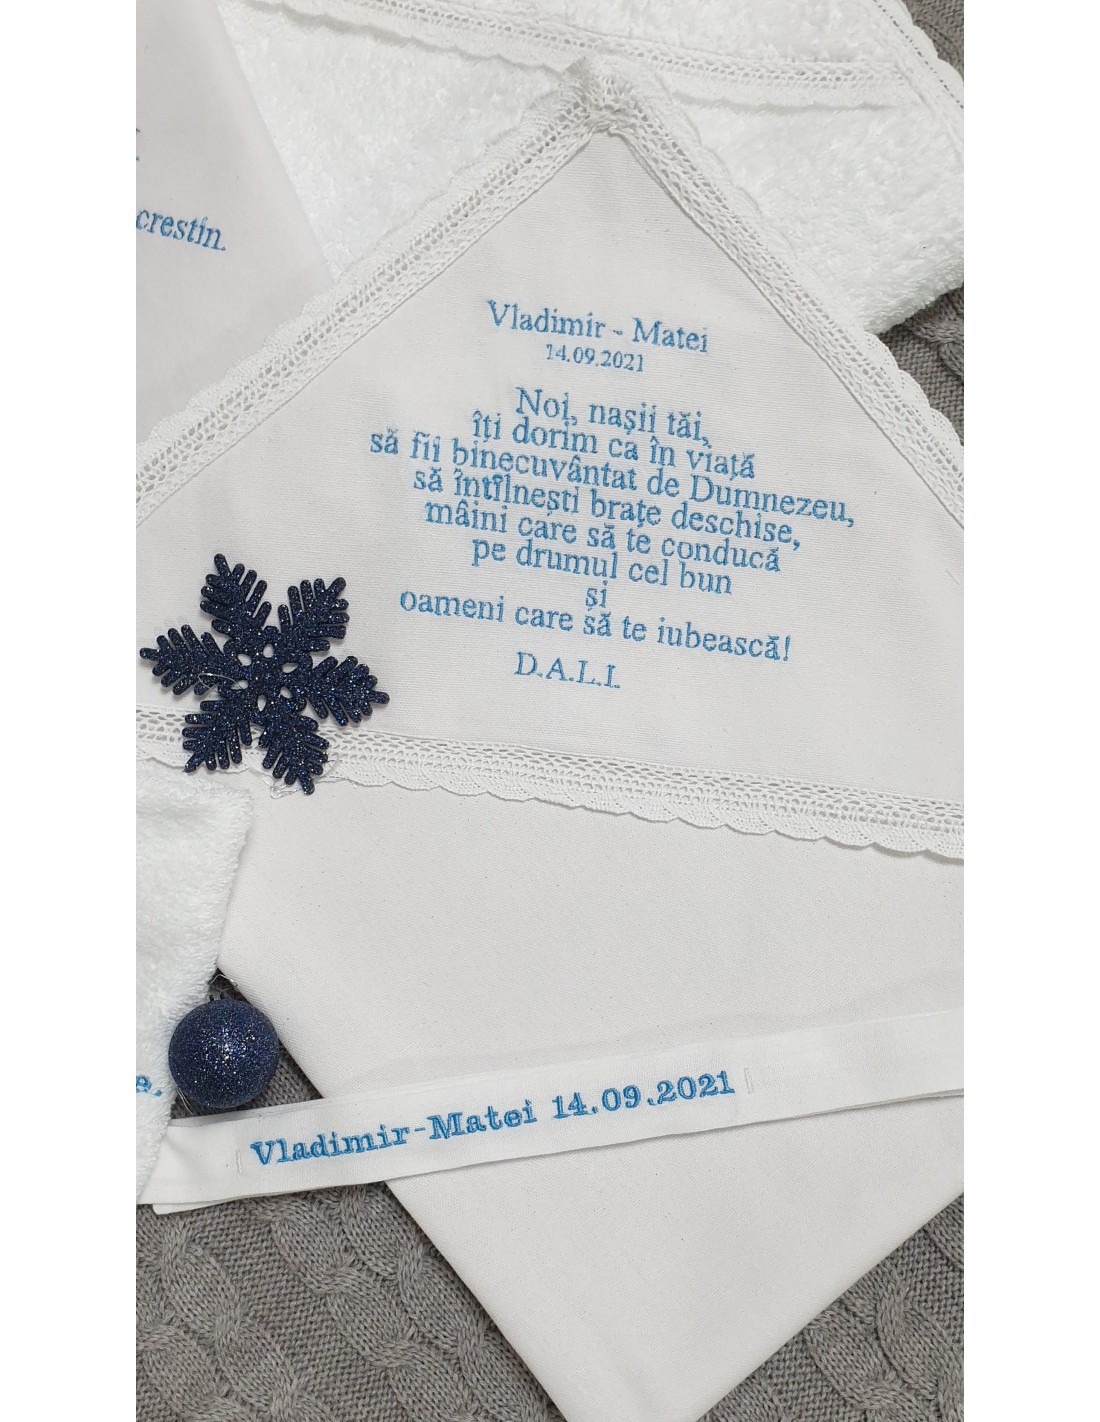 crestin.
Vladimir - Matei
14.09.2021
Noi, nașii tăi,
îți dorim ca în viață
să fii binecuvântat de Dumnezeu,
să întîlnești brațe deschise,
mâini care să te conducă
pe drumul cel bun
și
oameni care să te iubească!
D.A.L.I.
Vladimir-Matei 14.09.2021